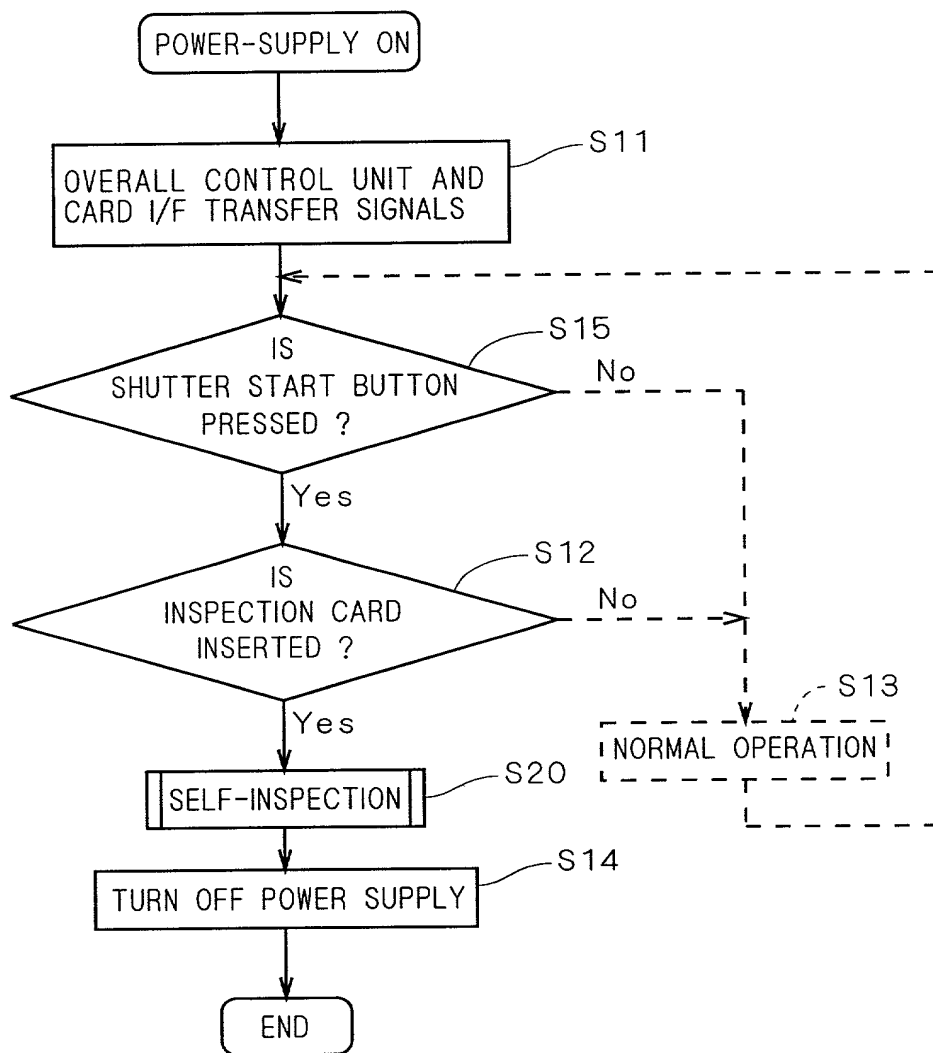 POWER-SUPPLY ON
S11
OVERALL CONTROL UNIT AND
CARD I/F TRANSFER SIGNALS
S15
IS
SHUTTER START BUTTON
PRESSED ?
No
Yes
S12
IS
INSPECTION CARD
INSERTED ?
No
Yes
S13
NORMAL OPERATION
S20
SELF-INSPECTION
S14
TURN OFF POWER SUPPLY
END